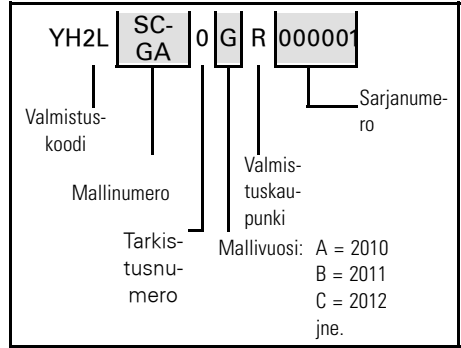 YH2L SC-GA 0 G R 000001
Valmistus-
koodi
Sarjanume-
ro
Mallinumero
Valmis-
tuskau-
punki
Tarkis-
tusnu-
mero
Mallivuosi: A = 2010
B = 2011
C = 2012
jne.